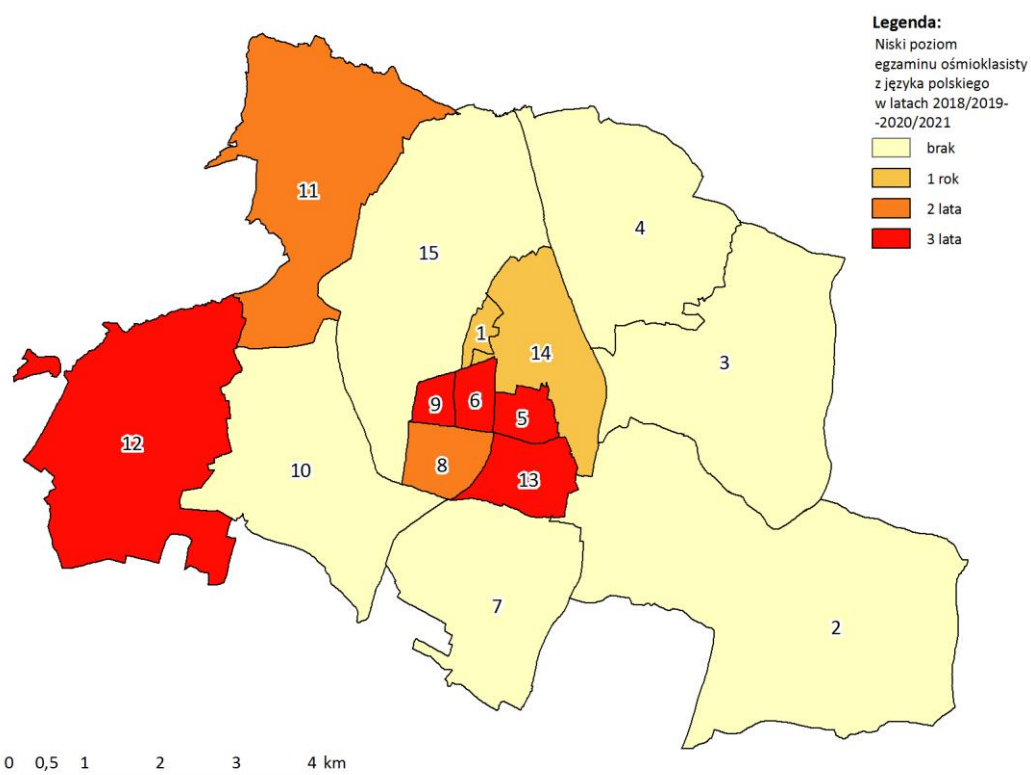 Legenda:
Niski poziom
egzaminu ośmioklasisty
z języka polskiego
w latach 2018/2019-
-2020/2021
brak
1 rok
2 lata
3 lata
11
4
15
1
14
3
9
6
5
12
10
8
13
7
2
0 0,5 1 2 3 4 km